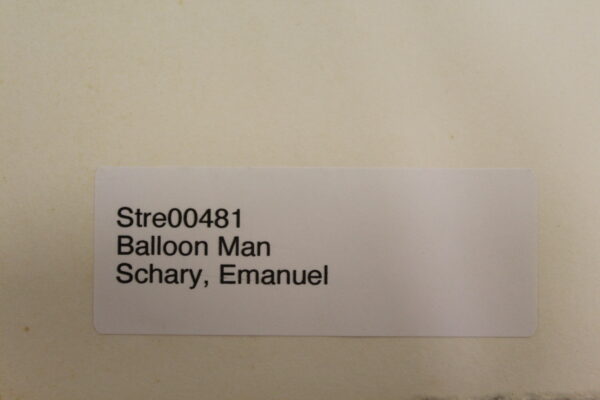 Stre00481
Balloon Man
Schary, Emanuel